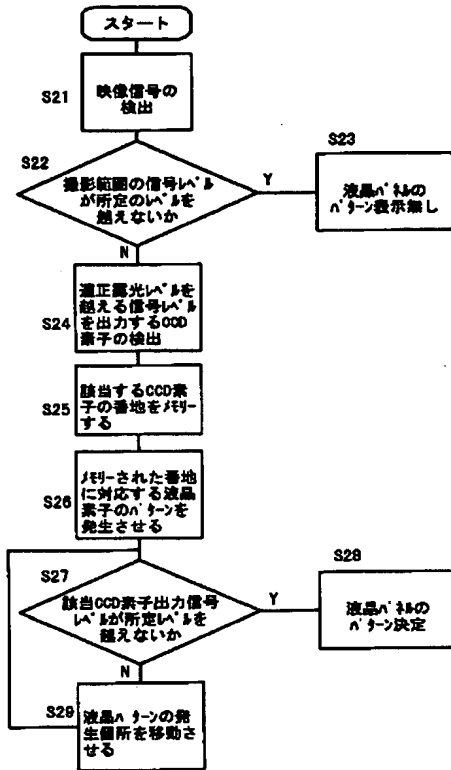 スタート
S21
映像信号の
検出
S22
撮影範囲の信号レベル
が所定のレベルを
越えないか
Y
N
S23
液晶パネルの
パターン表示無し
S24
適正露光レベルを
越える信号レベル
を出力するCCD
素子の検出
S25
該当するCCD素
子の番地をメモリー
する
S26
メモリーされた番地
に対応する液晶
素子のパターンを
発生させる
S27
該当CCD素子出力信号
レベルが所定レベルを
越えないか
Y
N
S28
液晶パネルの
パターン決定
S29
液晶パターンの発
生個所を移動さ
せる